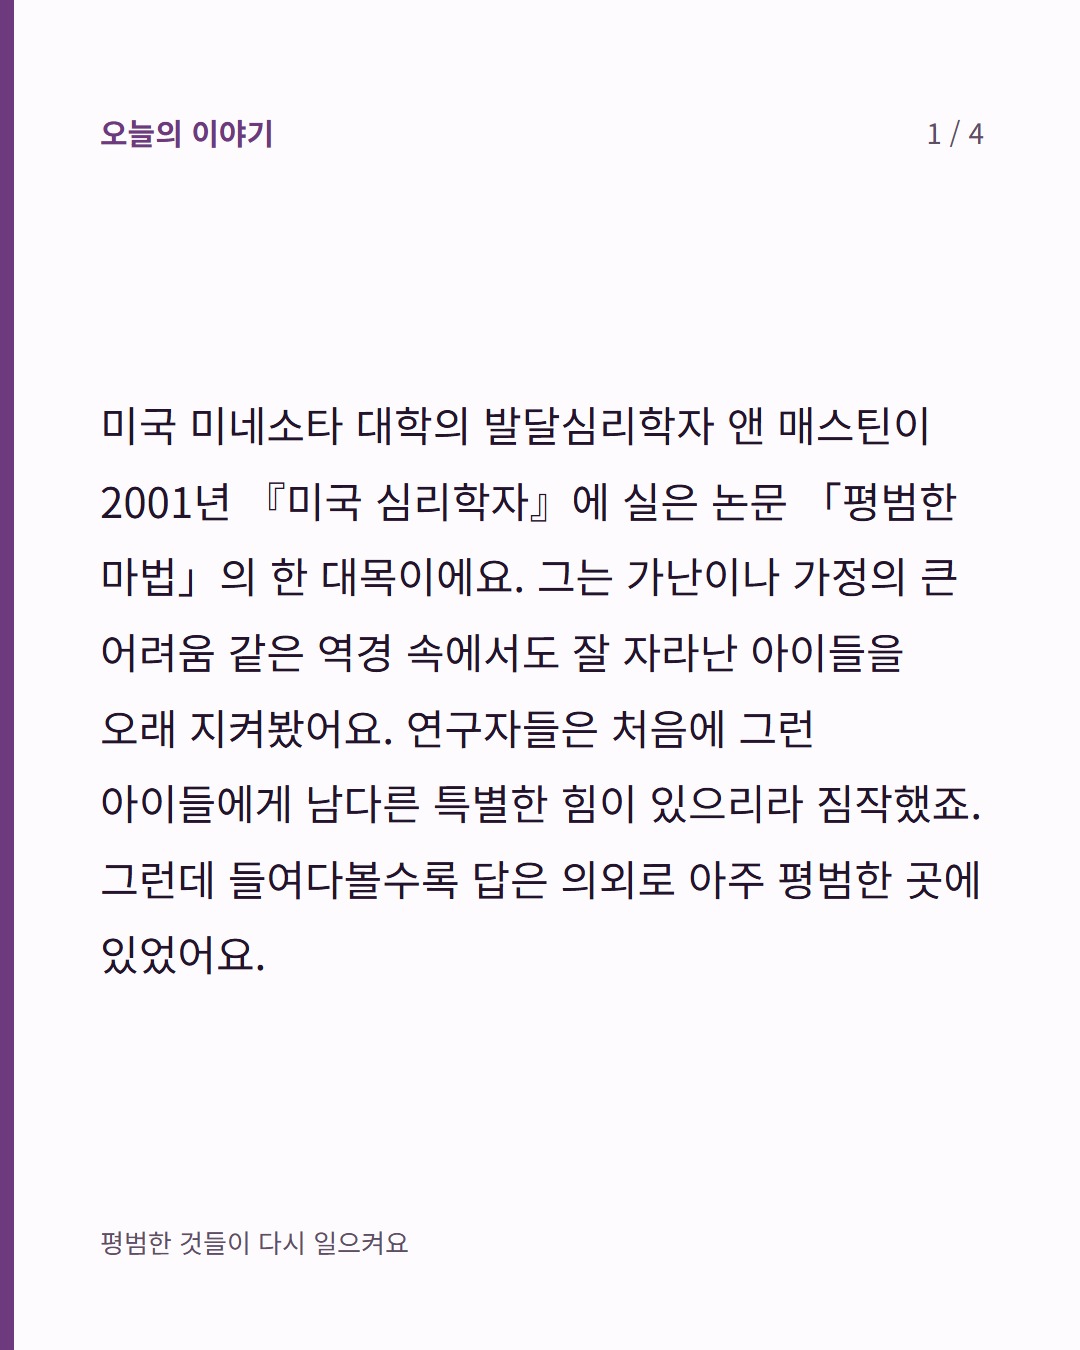 오늘의 이야기
1 / 4
미국 미네소타 대학의 발달심리학자 앤 매스틴이
2001년 『미국 심리학자』에 실은 논문 「평범한
마법」의 한 대목이에요. 그는 가난이나 가정의 큰
어려움 같은 역경 속에서도 잘 자라난 아이들을
오래 지켜봤어요. 연구자들은 처음에 그런
아이들에게 남다른 특별한 힘이 있으리라 짐작했죠.
그런데 들여다볼수록 답은 의외로 아주 평범한 곳에
있었어요.
평범한 것들이 다시 일으켜요